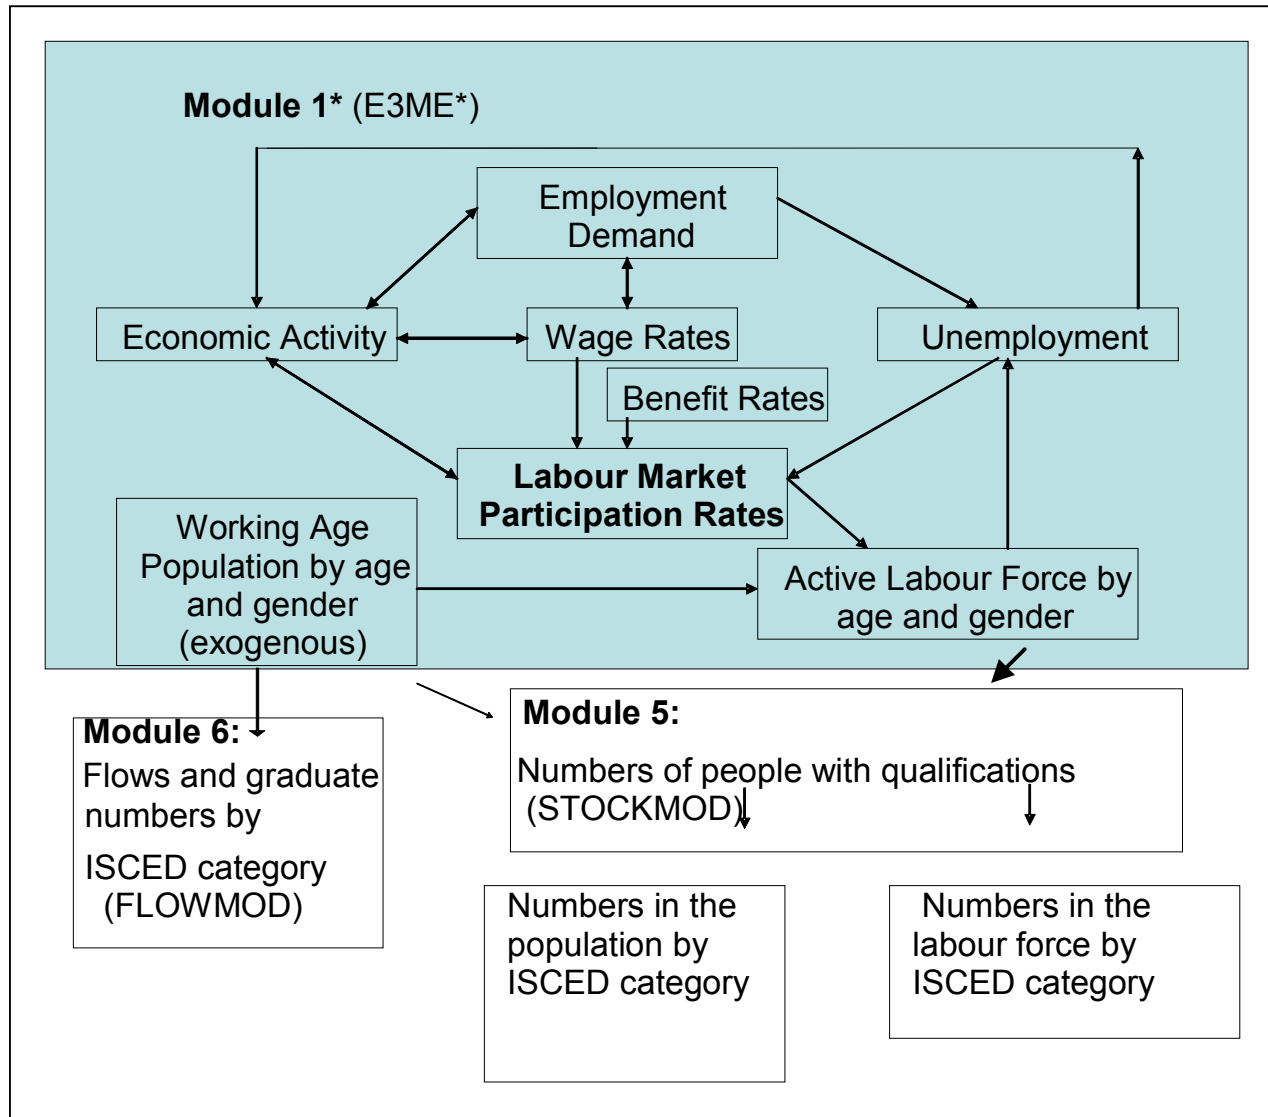 Module 1* (E3ME*)
Employment
Demand
Economic Activity
Wage Rates
Unemployment
Benefit Rates
Labour Market
Participation Rates
Working Age
Population by age
and gender
(exogenous)
Active Labour Force by
age and gender
Module 6:
Flows and graduate
numbers by
ISCED category
(FLOWMOD)
Module 5:
Numbers of people with qualifications
(STOCKMOD)
Numbers in the
population by
ISCED category
Numbers in the
labour force by
ISCED category